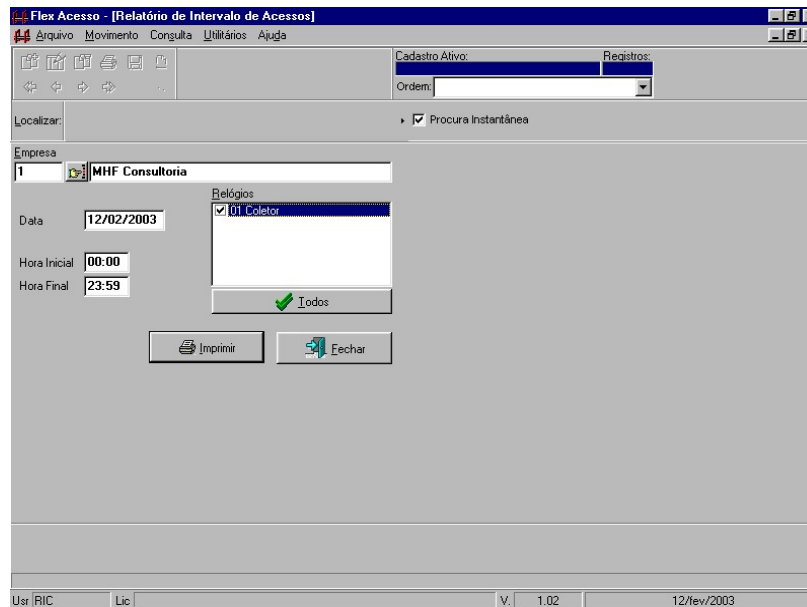 Flex Acesso - [Relatório de Intervalo de Acessos]
Arquivo Movimento Consulta Utilitários Ajuda
Cadastro Ativo: Registros:
Ordem:
Localizar: Procura Instantânea
Empresa
1 MHF Consultoria
Relógios
01 Coletor
Data 12/02/2003
Hora Inicial 00:00
Hora Final 23:59
Todos
Imprimir Fechar
Usr RIC Lic V. 1.02 12/fev/2003